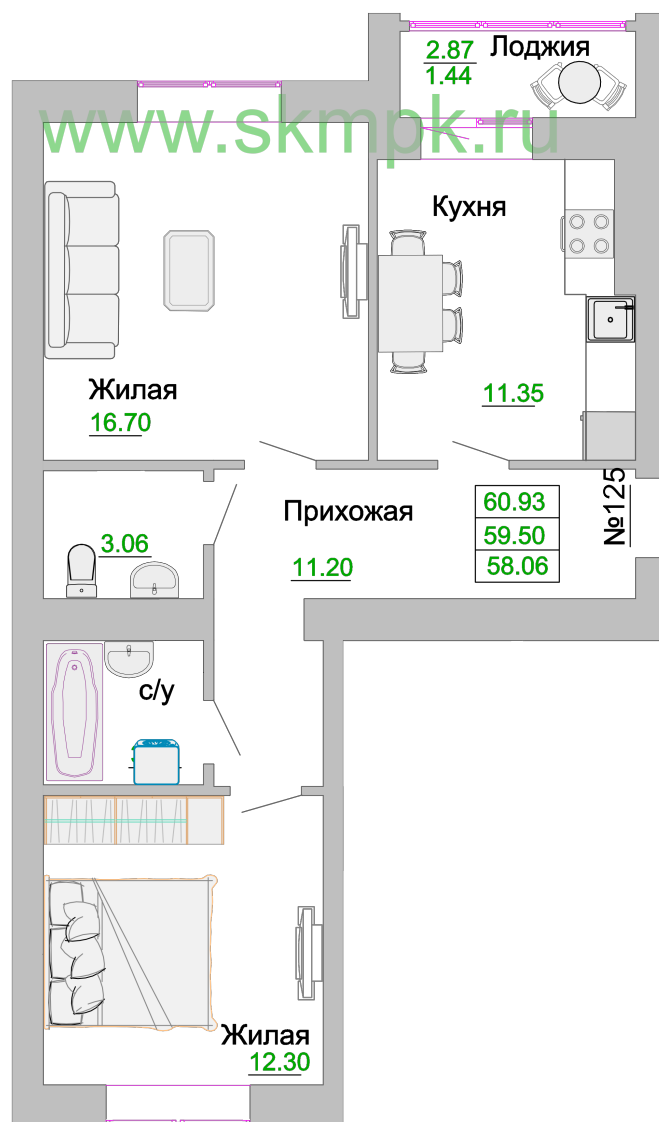 Лоджия
2.87
1.44
www.skmpk.ru
Кухня
11.35
Жилая
16.70
Прихожая
11.20
60.93
59.50
58.06
№125
3.06
с/у
Жилая
12.30